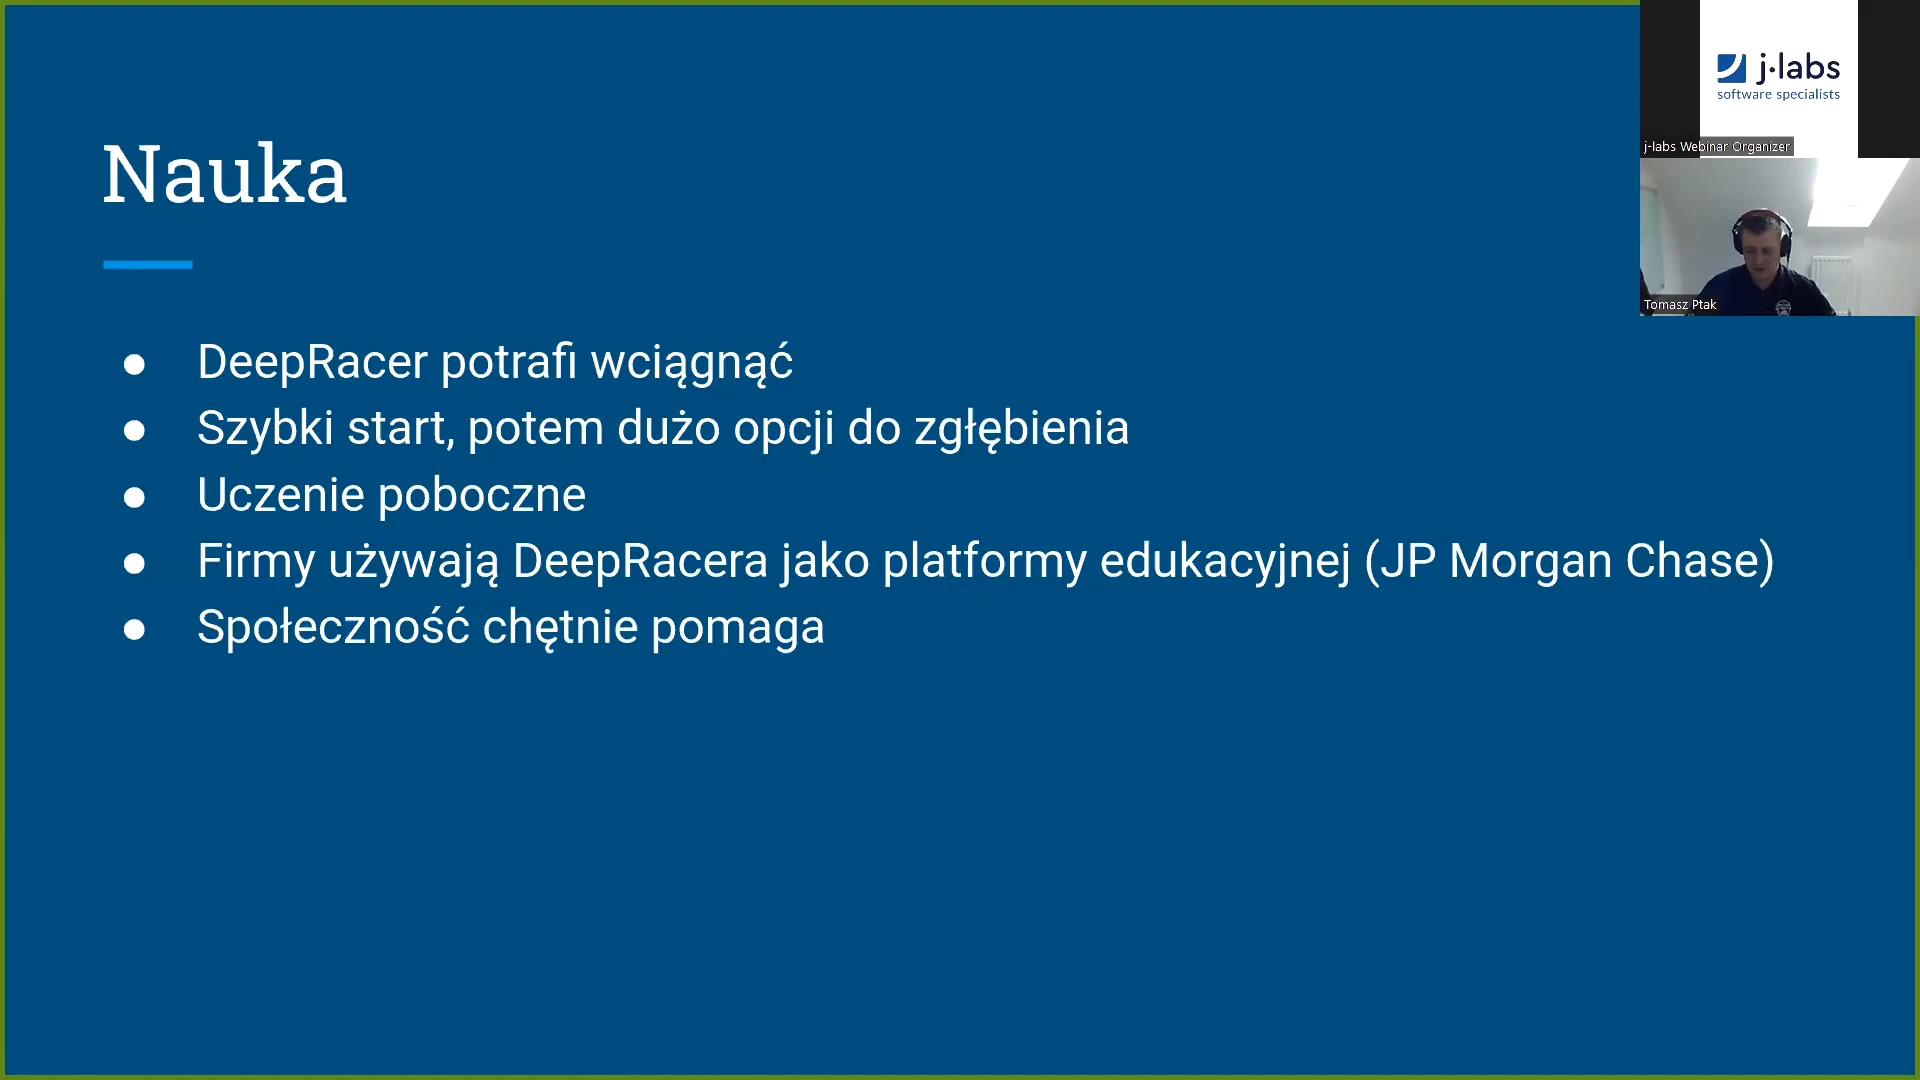 Nauka
● DeepRacer potrafi wciągnąć
● Szybki start, potem dużo opcji do zgłębienia
● Uczenie poboczne
● Firmy używają DeepRacera jako platformy edukacyjnej (JP Morgan Chase)
● Społeczność chętnie pomaga
j·labs
software specialists
j-labs Webinar Organizer
Tomasz Ptak